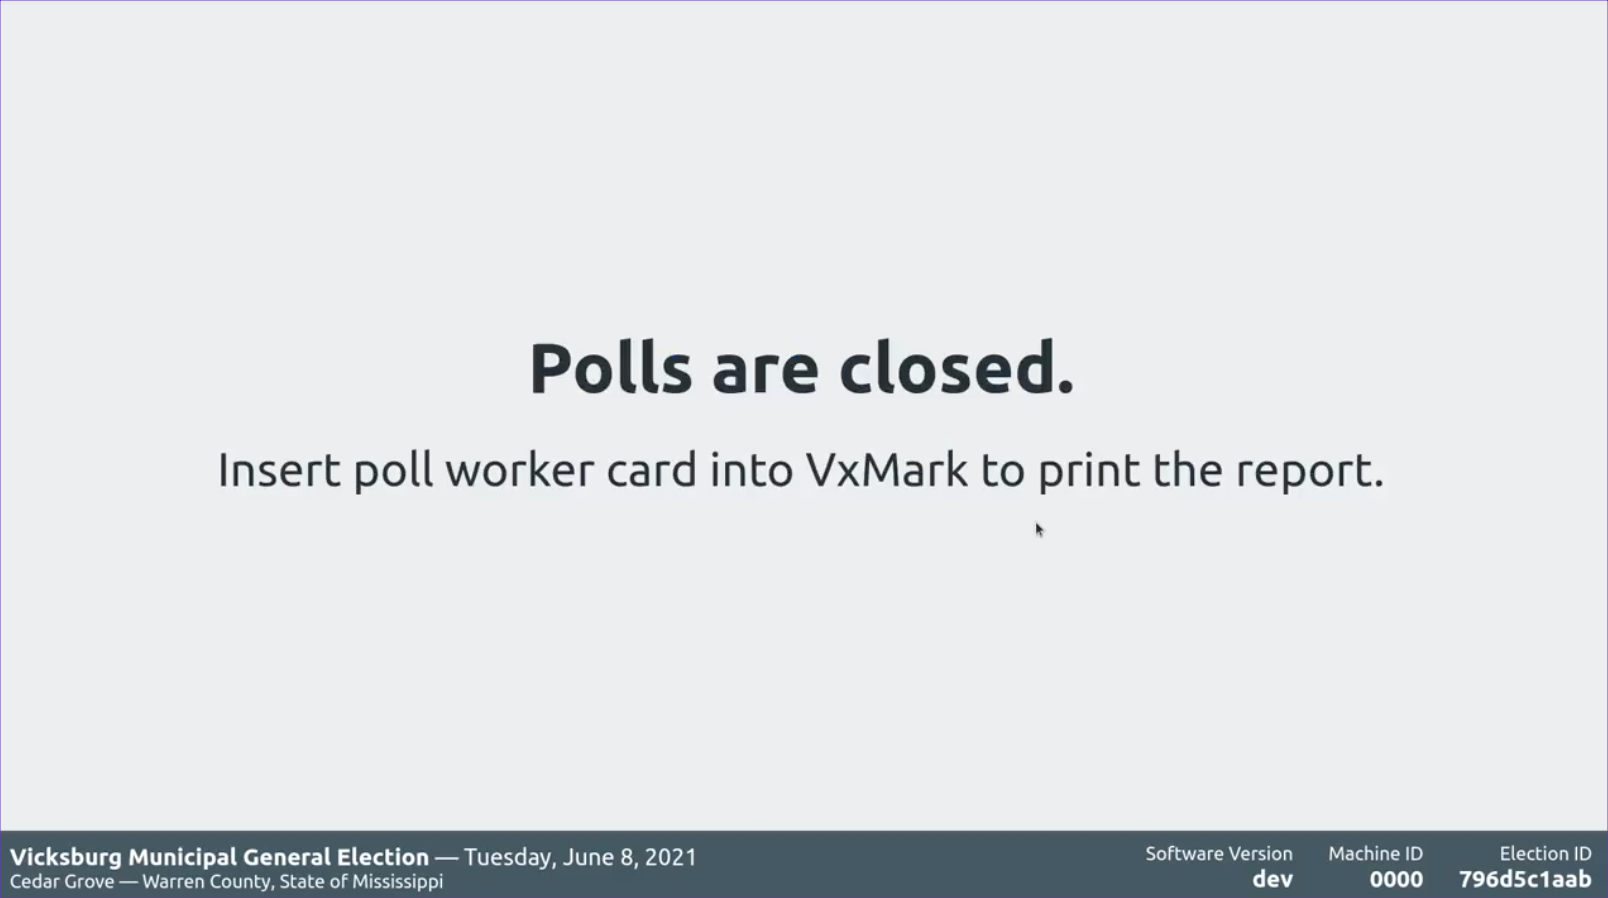 Polls are closed.
Insert poll worker card into VxMark to print the report.
Vicksburg Municipal General Election — Tuesday, June 8, 2021
Cedar Grove — Warren County, State of Mississippi
Software Version
dev
Machine ID
0000
Election ID
796d5c1aab